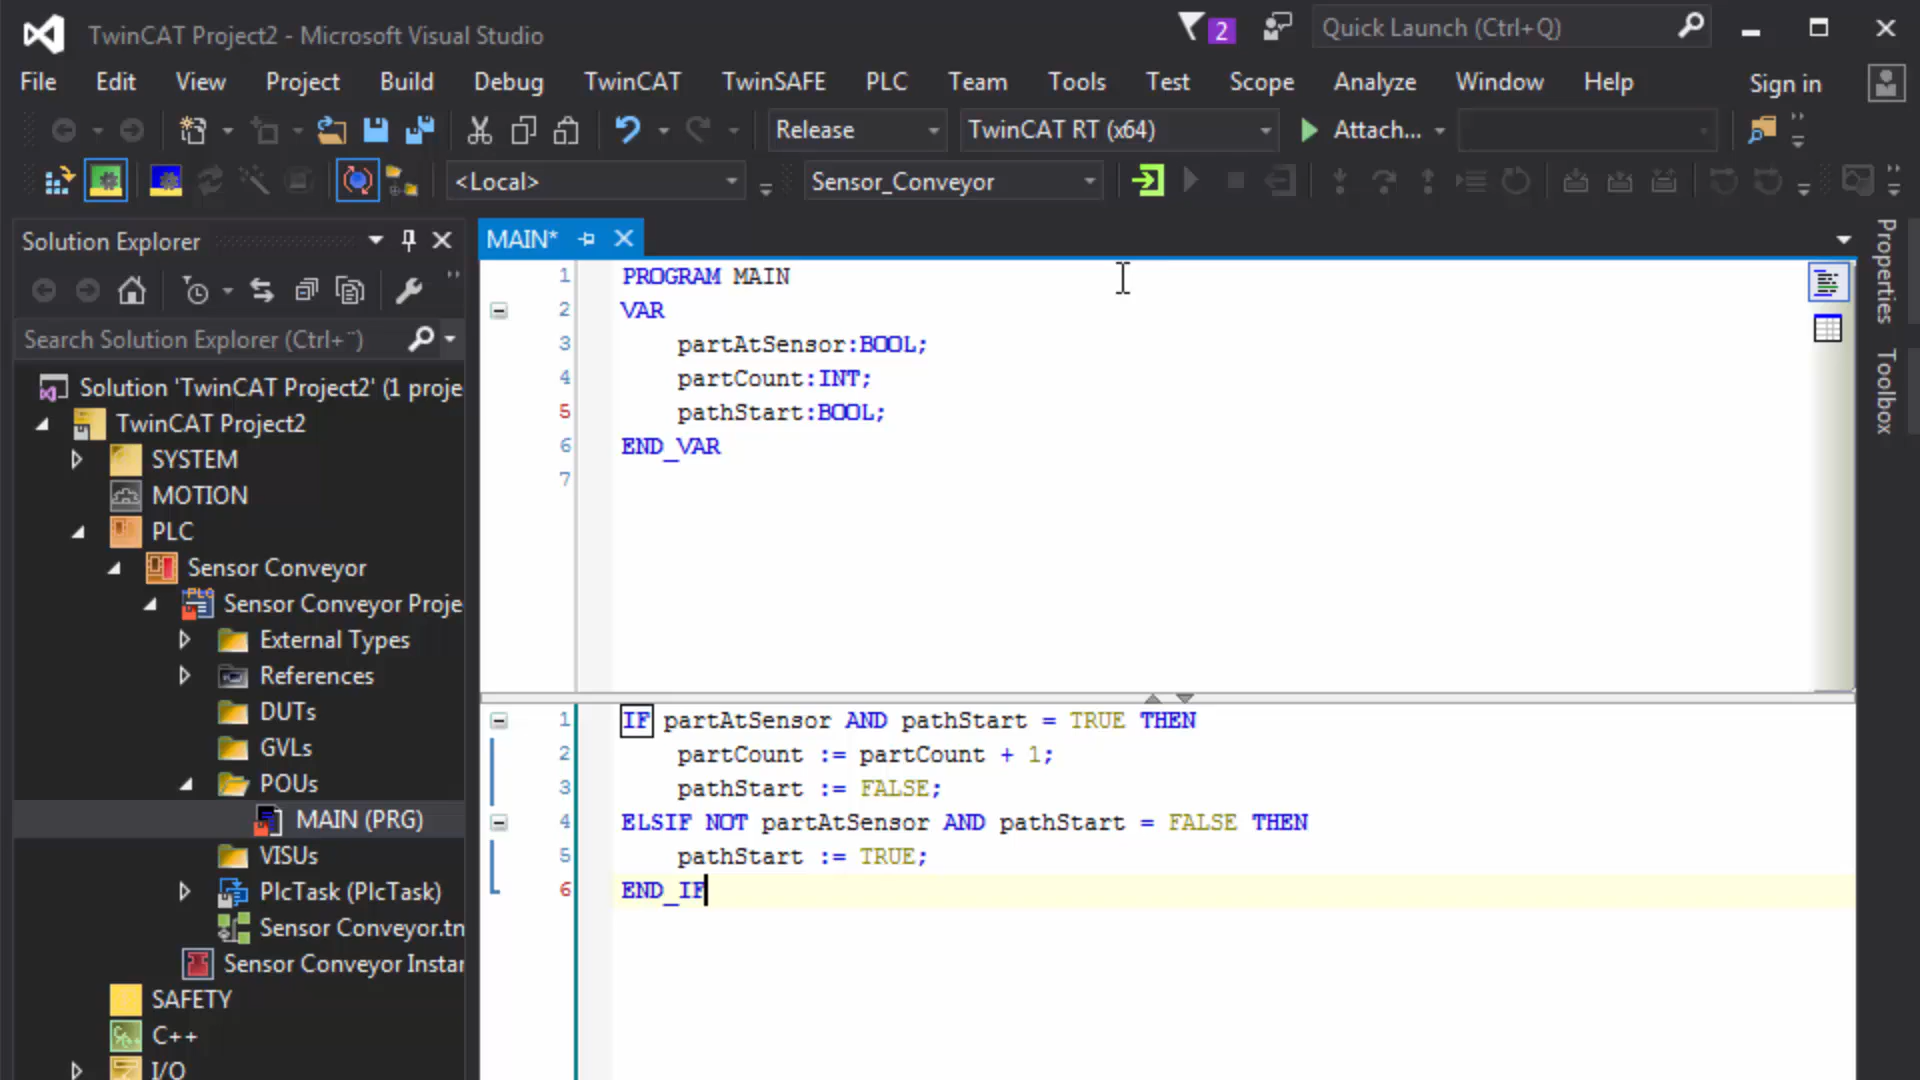 TwinCAT Project2 - Microsoft Visual Studio
2
Quick Launch (Ctrl+Q)
File Edit View Project Build Debug TwinCAT TwinSAFE PLC Team Tools Test Scope Analyze Window Help Sign in
Release TwinCAT RT (x64) Attach...
<Local> Sensor_Conveyor
Solution Explorer
Search Solution Explorer (Ctrl+¨)
Solution 'TwinCAT Project2' (1 proje
TwinCAT Project2
SYSTEM
MOTION
PLC
Sensor Conveyor
Sensor Conveyor Proje
External Types
References
DUTs
GVLs
POUs
MAIN (PRG)
VISUs
PlcTask (PlcTask)
Sensor Conveyor.tm
Sensor Conveyor Instar
SAFETY
C++
I/O
MAIN*
1 PROGRAM MAIN
2 VAR
3 partAtSensor:BOOL;
4 partCount:INT;
5 pathStart:BOOL;
6 END_VAR
7
1 IF partAtSensor AND pathStart = TRUE THEN
2 partCount := partCount + 1;
3 pathStart := FALSE;
4 ELSIF NOT partAtSensor AND pathStart = FALSE THEN
5 pathStart := TRUE;
6 END_IF
Properties
Toolbox